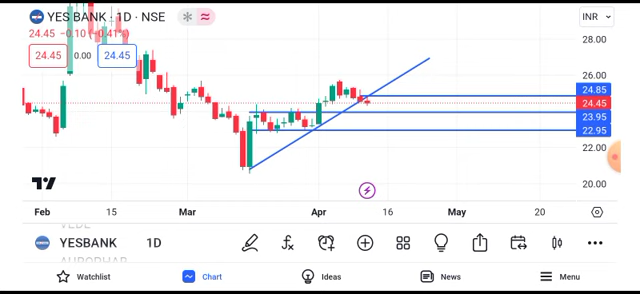 YES BANK · 1D · NSE
INR
24.45 −0.10 (−0.41%)
24.45 0.00 24.45
28.00
26.00
24.85
24.45
23.95
22.95
22.00
20.00
Feb 15 Mar Apr 16 May 20
YESBANK 1D
Watchlist Chart Ideas News Menu